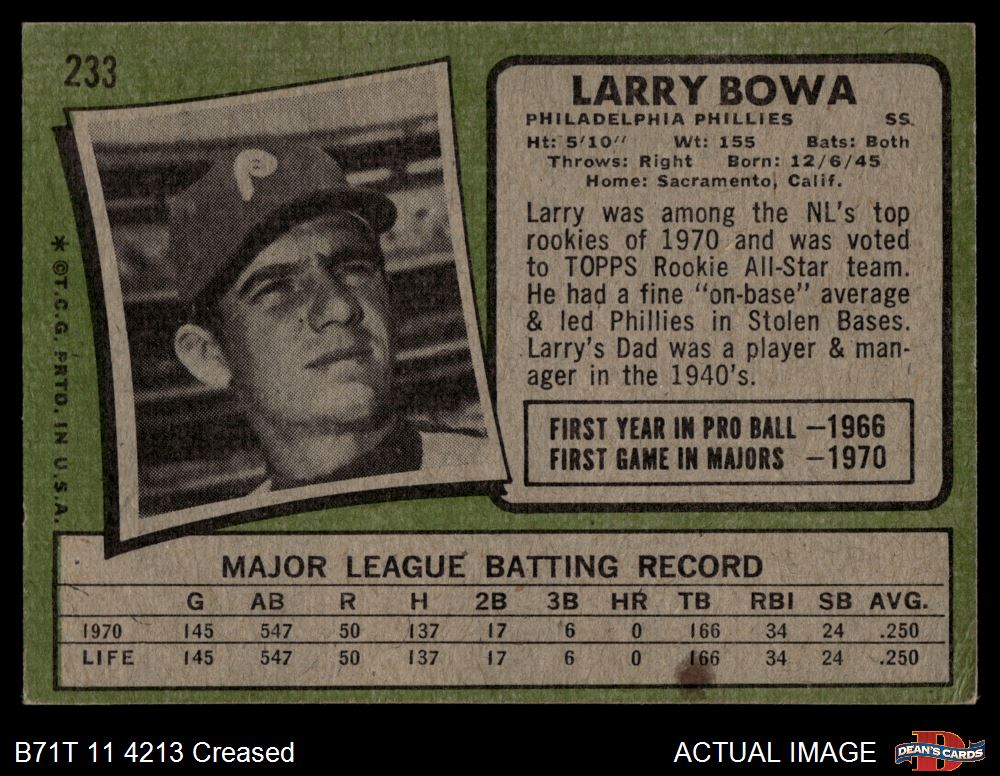 233
P
* ©T.C.G. PRTD. IN U.S.A.
LARRY BOWA
PHILADELPHIA PHILLIES SS.
Ht: 5'10" Wt: 155 Bats: Both
Throws: Right Born: 12/6/45
Home: Sacramento, Calif.
Larry was among the NL's top
rookies of 1970 and was voted
to TOPPS Rookie All-Star team.
He had a fine "on-base" average
& led Phillies in Stolen Bases.
Larry's Dad was a player & man-
ager in the 1940's.
FIRST YEAR IN PRO BALL —1966
FIRST GAME IN MAJORS —1970
MAJOR LEAGUE BATTING RECORD
G AB R H 2B 3B HR TB RBI SB AVG.
1970 145 547 50 137 17 6 0 166 34 24 .250
LIFE 145 547 50 137 17 6 0 166 34 24 .250
B71T 11 4213 Creased
ACTUAL IMAGE
D
DEAN'S CARDS